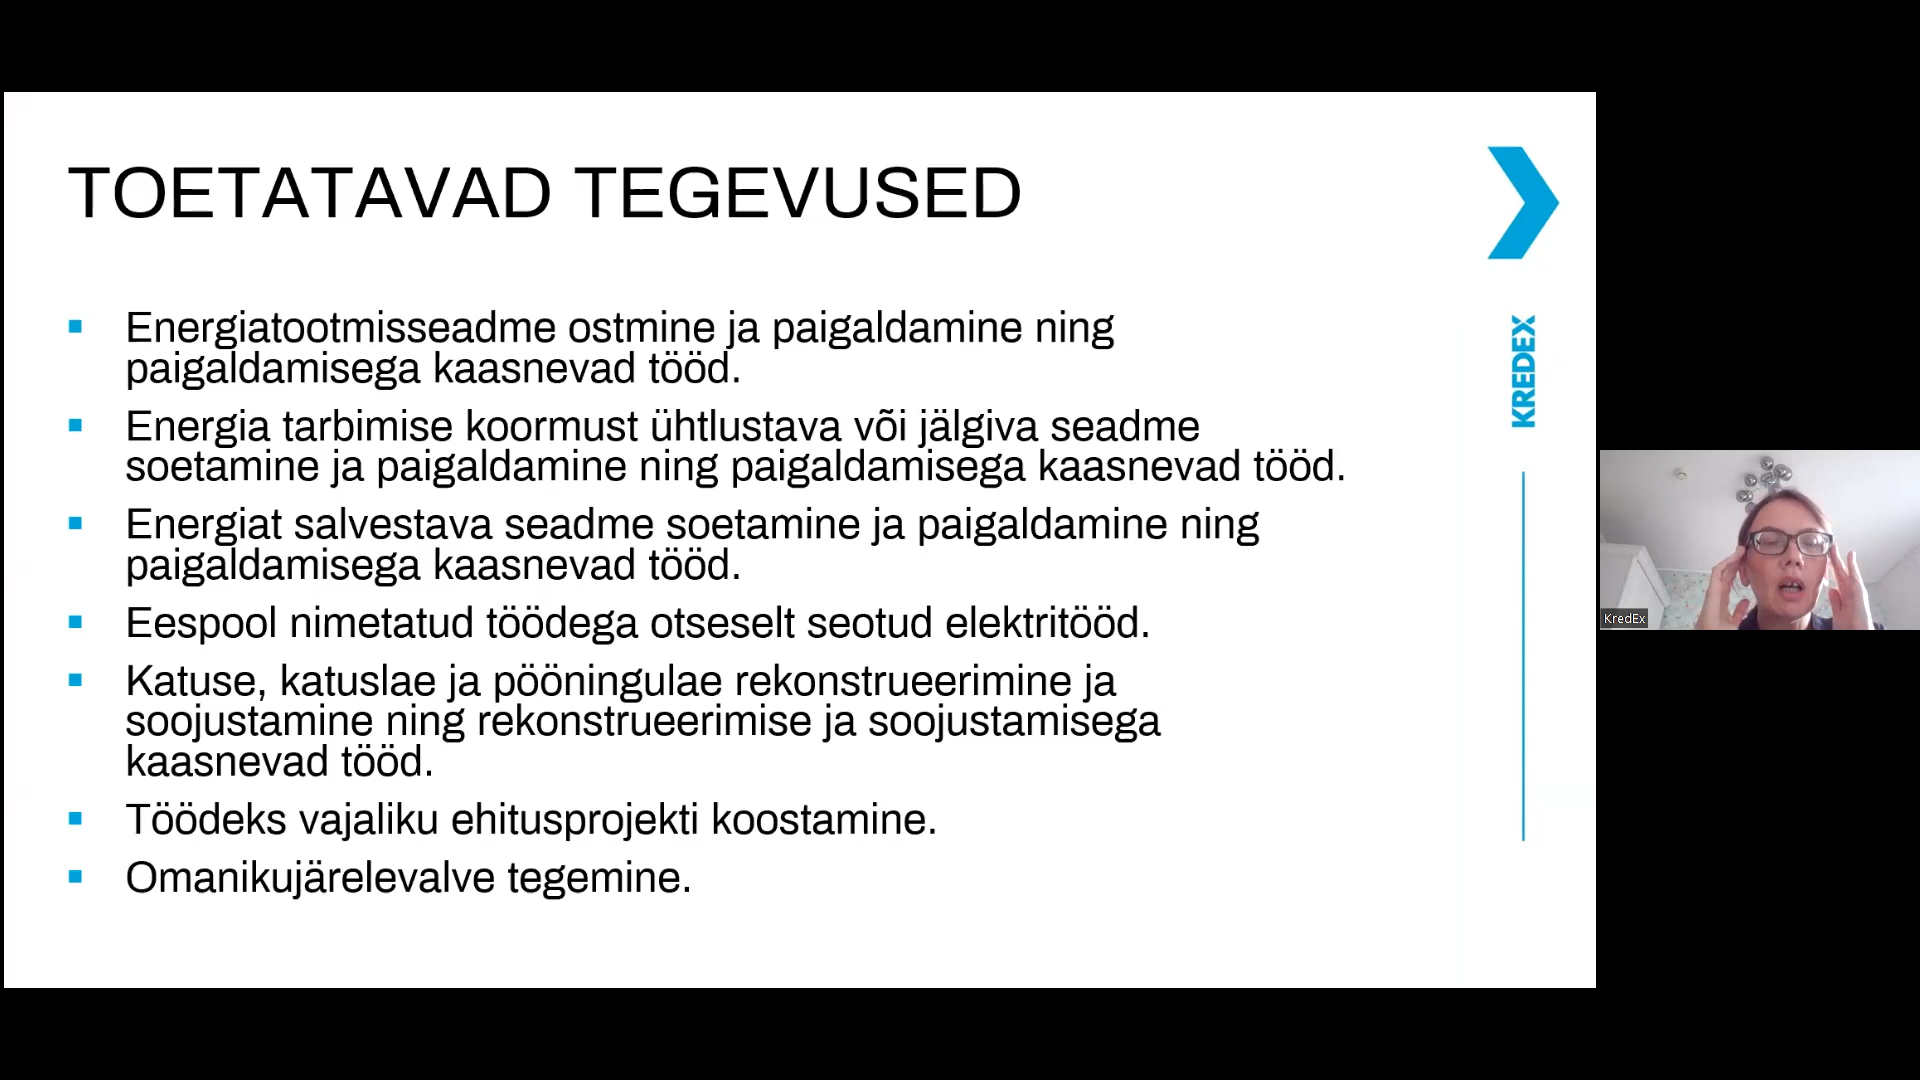 TOETATAVAD TEGEVUSED
Energiatootmisseadme ostmine ja paigaldamine ning
paigaldamisega kaasnevad tööd.
Energia tarbimise koormust ühtlustava või jälgiva seadme
soetamine ja paigaldamine ning paigaldamisega kaasnevad tööd.
Energiat salvestava seadme soetamine ja paigaldamine ning
paigaldamisega kaasnevad tööd.
Eespool nimetatud töödega otseselt seotud elektritööd.
Katuse, katuslae ja pööningulae rekonstrueerimine ja
soojustamine ning rekonstrueerimise ja soojustamisega
kaasnevad tööd.
Töödeks vajaliku ehitusprojekti koostamine.
Omanikujärelevalve tegemine.
KREDEX
KredEx